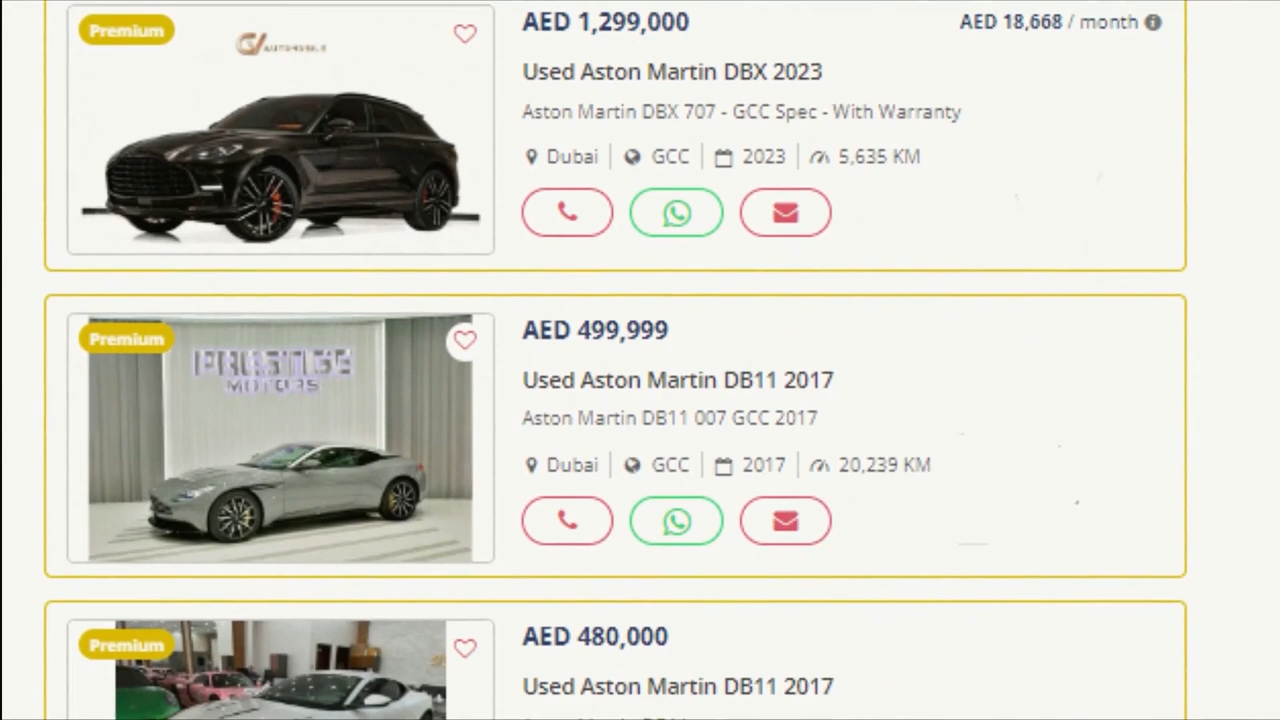 Premium
GV AUTOMOBILE
AED 1,299,000
AED 18,668 / month
Used Aston Martin DBX 2023
Aston Martin DBX 707 - GCC Spec - With Warranty
Dubai | GCC | 2023 | 5,635 KM
Premium
PRESTIGE
MOTORS
AED 499,999
Used Aston Martin DB11 2017
Aston Martin DB11 007 GCC 2017
Dubai | GCC | 2017 | 20,239 KM
Premium
AED 480,000
Used Aston Martin DB11 2017